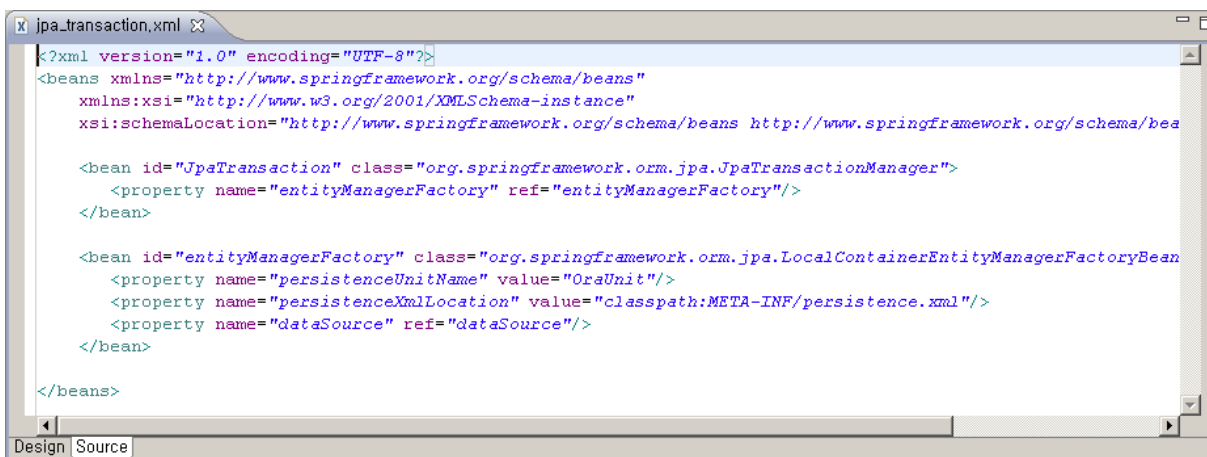 jpa_transaction.xml
<?xml version="1.0" encoding="UTF-8"?>
<beans xmlns="http://www.springframework.org/schema/beans"
xmlns:xsi="http://www.w3.org/2001/XMLSchema-instance"
xsi:schemaLocation="http://www.springframework.org/schema/beans http://www.springframework.org/schema/bea
<bean id="JpaTransaction" class="org.springframework.orm.jpa.JpaTransactionManager">
<property name="entityManagerFactory" ref="entityManagerFactory"/>
</bean>
<bean id="entityManagerFactory" class="org.springframework.orm.jpa.LocalContainerEntityManagerFactoryBean
<property name="persistenceUnitName" value="OraUnit"/>
<property name="persistenceXmlLocation" value="classpath:META-INF/persistence.xml"/>
<property name="dataSource" ref="dataSource"/>
</bean>
</beans>
Design Source